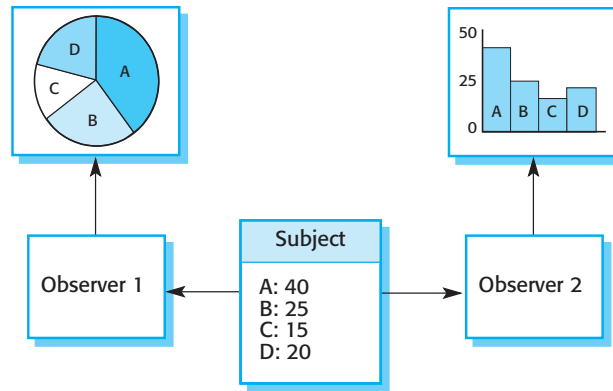 D
A
C
B
50
25
0
A B C D
Observer 1
Subject
A: 40
B: 25
C: 15
D: 20
Observer 2